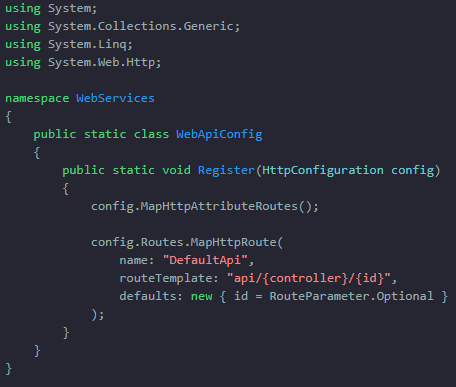 using System;
using System.Collections.Generic;
using System.Linq;
using System.Web.Http;

namespace WebServices
{
    public static class WebApiConfig
    {
        public static void Register(HttpConfiguration config)
        {
            config.MapHttpAttributeRoutes();

            config.Routes.MapHttpRoute(
                name: "DefaultApi",
                routeTemplate: "api/{controller}/{id}",
                defaults: new { id = RouteParameter.Optional }
            );
        }
    }
}